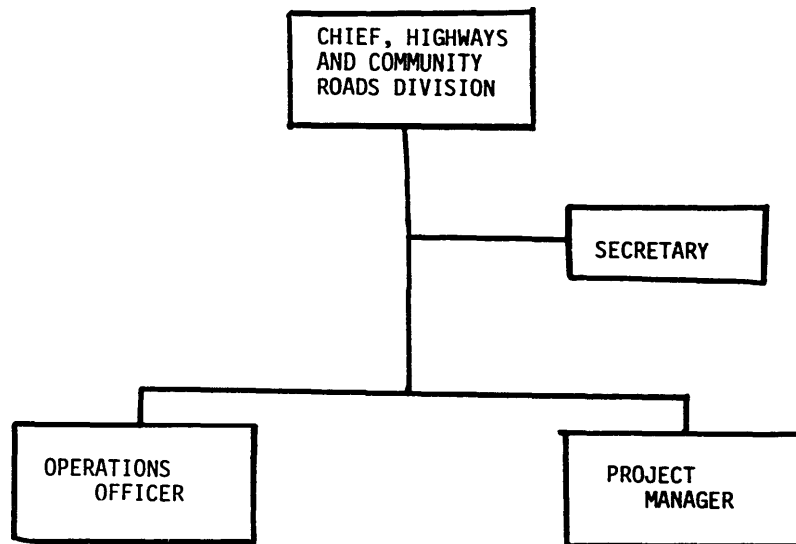 CHIEF, HIGHWAYS
AND COMMUNITY
ROADS DIVISION
SECRETARY
OPERATIONS
OFFICER
PROJECT
MANAGER